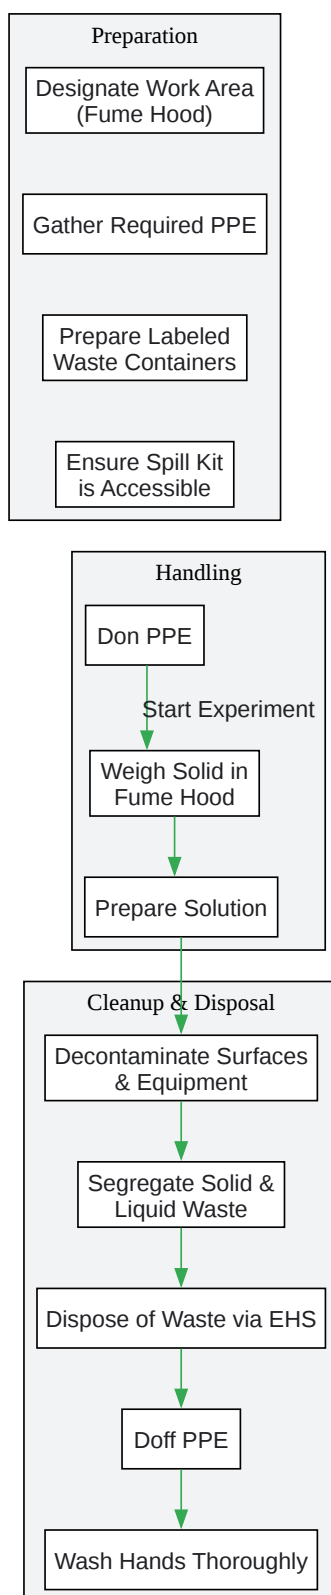 Preparation
Designate Work Area
(Fume Hood)
Gather Required PPE
Prepare Labeled
Waste Containers
Ensure Spill Kit
is Accessible
Handling
Don PPE
Start Experiment
Weigh Solid in
Fume Hood
Prepare Solution
Cleanup & Disposal
Decontaminate Surfaces
& Equipment
Segregate Solid &
Liquid Waste
Dispose of Waste via EHS
Doff PPE
Wash Hands Thoroughly